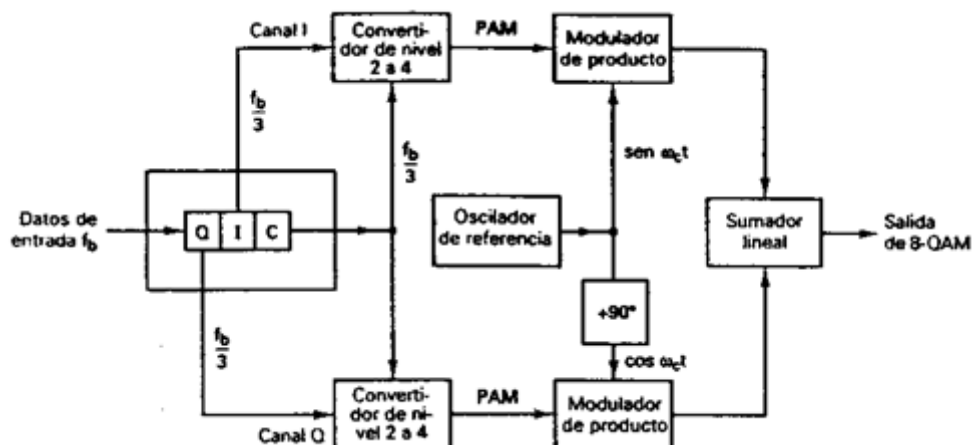 Canal I
Converti-
dor de nivel
2 a 4
PAM
Modulador
de producto
f_b
3
f_b
3
sen ω_c t
Datos de
entrada f_b
Q I C
Oscilador
de referencia
Sumador
lineal
Salida
de 8-QAM
+90°
f_b
3
cos ω_c t
Canal Q
Converti-
dor de ni-
vel 2 a 4
PAM
Modulador
de producto